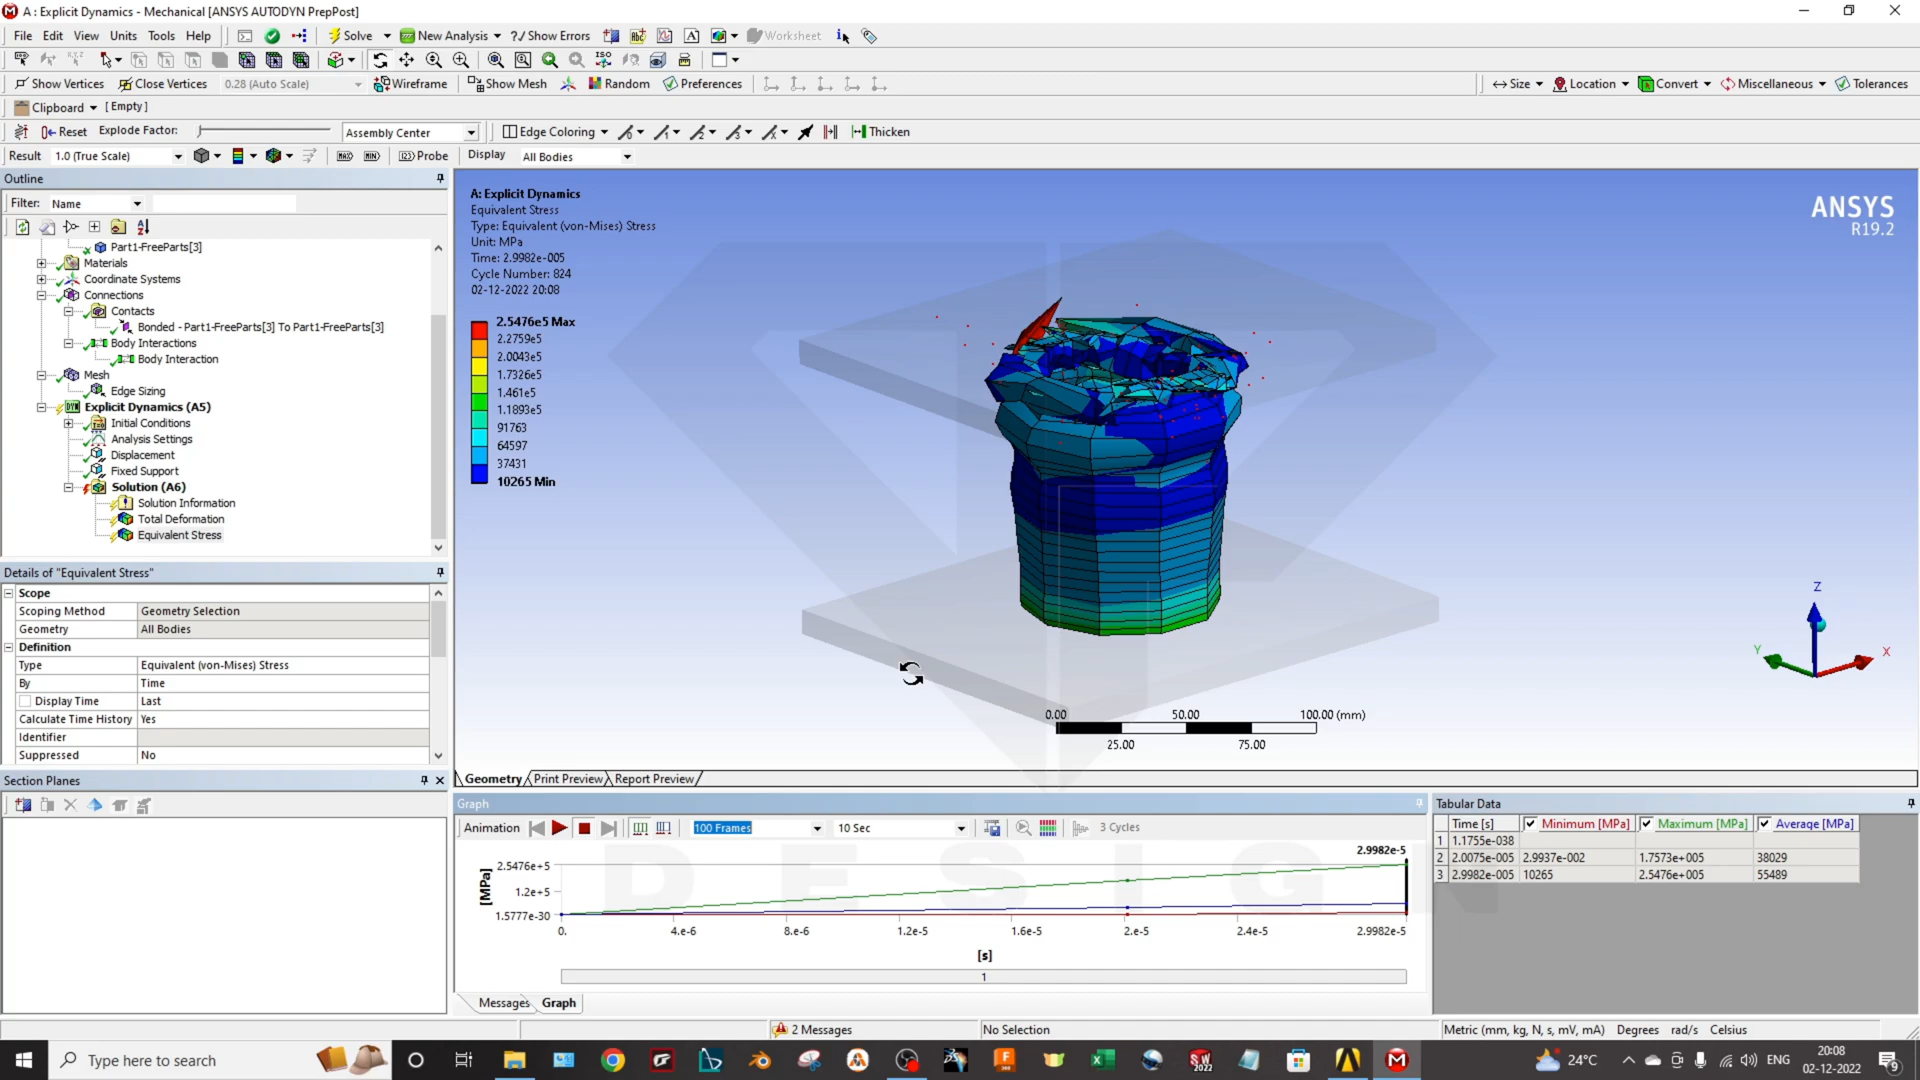 A : Explicit Dynamics - Mechanical [ANSYS AUTODYN PrepPost]
File Edit View Units Tools Help Solve New Analysis ?/ Show Errors Worksheet
Show Vertices Close Vertices 0.28 (Auto Scale) Wireframe Show Mesh Random Preferences Size Location Convert Miscellaneous Tolerances
Clipboard [ Empty ]
Reset Explode Factor: Assembly Center Edge Coloring Thicken
Result 1.0 (True Scale) MAX MIN Probe Display All Bodies
Outline
Filter: Name
Part1-FreeParts[3]
Materials
Coordinate Systems
Connections
Contacts
Bonded - Part1-FreeParts[3] To Part1-FreeParts[3]
Body Interactions
Body Interaction
Mesh
Edge Sizing
Explicit Dynamics (A5)
Initial Conditions
Analysis Settings
Displacement
Fixed Support
Solution (A6)
Solution Information
Total Deformation
Equivalent Stress
Details of "Equivalent Stress"
Scope
Scoping Method Geometry Selection
Geometry All Bodies
Definition
Type Equivalent (von-Mises) Stress
By Time
Display Time Last
Calculate Time History Yes
Identifier
Suppressed No
Section Planes
A: Explicit Dynamics
Equivalent Stress
Type: Equivalent (von-Mises) Stress
Unit: MPa
Time: 2.9982e-005
Cycle Number: 824
02-12-2022 20:08
2.5476e5 Max
2.2759e5
2.0043e5
1.7326e5
1.461e5
1.1893e5
91763
64597
37431
10265 Min
ANSYS
R19.2
Z
Y
X
0.00 50.00 100.00 (mm)
25.00 75.00
Geometry Print Preview Report Preview
Graph
Animation 100 Frames 10 Sec 3 Cycles
2.9982e-5
[MPa]
2.5476e+5
1.2e+5
1.5777e-30
0. 4.e-6 8.e-6 1.2e-5 1.6e-5 2.e-5 2.4e-5 2.9982e-5
[s]
1
DESIGN
Messages Graph
Tabular Data
Time [s] Minimum [MPa] Maximum [MPa] Average [MPa]
1 1.1755e-038
2 2.0075e-005 2.9937e-002 1.7573e+005 38029
3 2.9982e-005 10265 2.5476e+005 55489
2 Messages No Selection Metric (mm, kg, N, s, mV, mA) Degrees rad/s Celsius
Type here to search 24°C ENG 20:08
02-12-2022